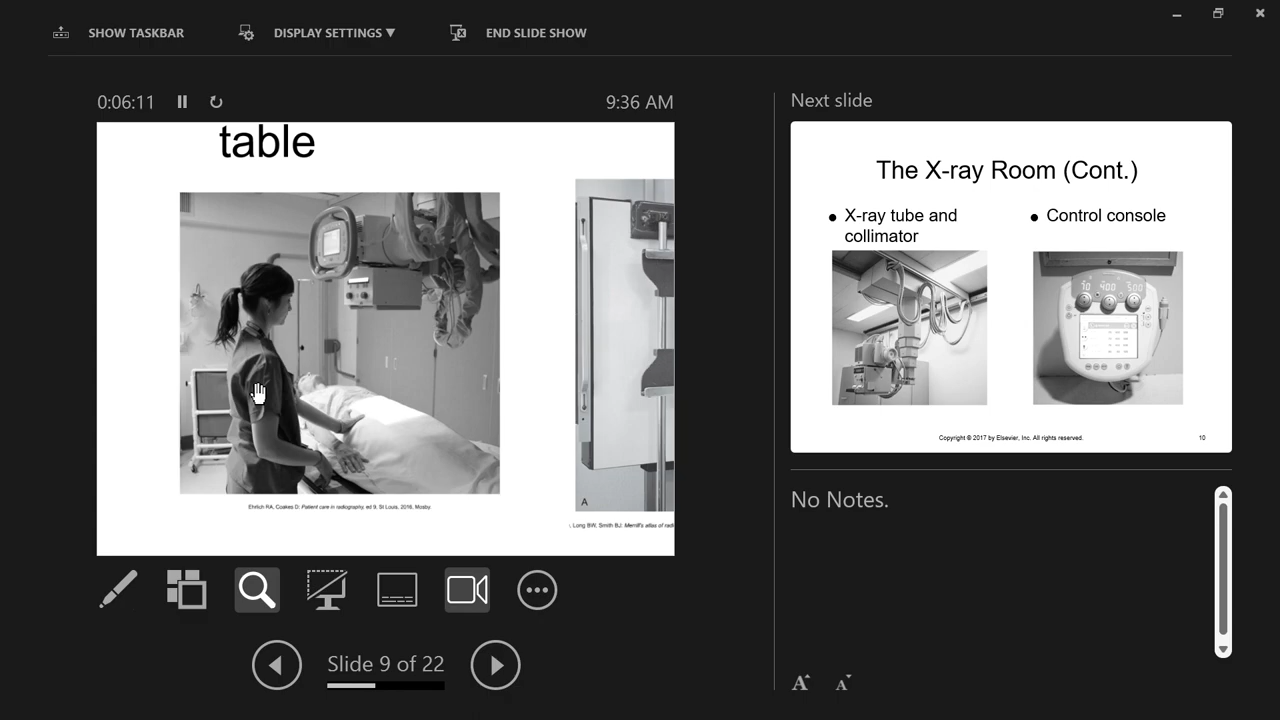 SHOW TASKBAR
DISPLAY SETTINGS ▼
END SLIDE SHOW
0:06:11
9:36 AM
table
Ehrlich RA, Coakes D: Patient care in radiography, ed 9, St Louis, 2016, Mosby.
A
, Long BW, Smith BJ: Merrill's atlas of radi
Slide 9 of 22
Next slide
The X-ray Room (Cont.)
● X-ray tube and
collimator
● Control console
10 400 500
Copyright © 2017 by Elsevier, Inc. All rights reserved.
10
No Notes.
A A